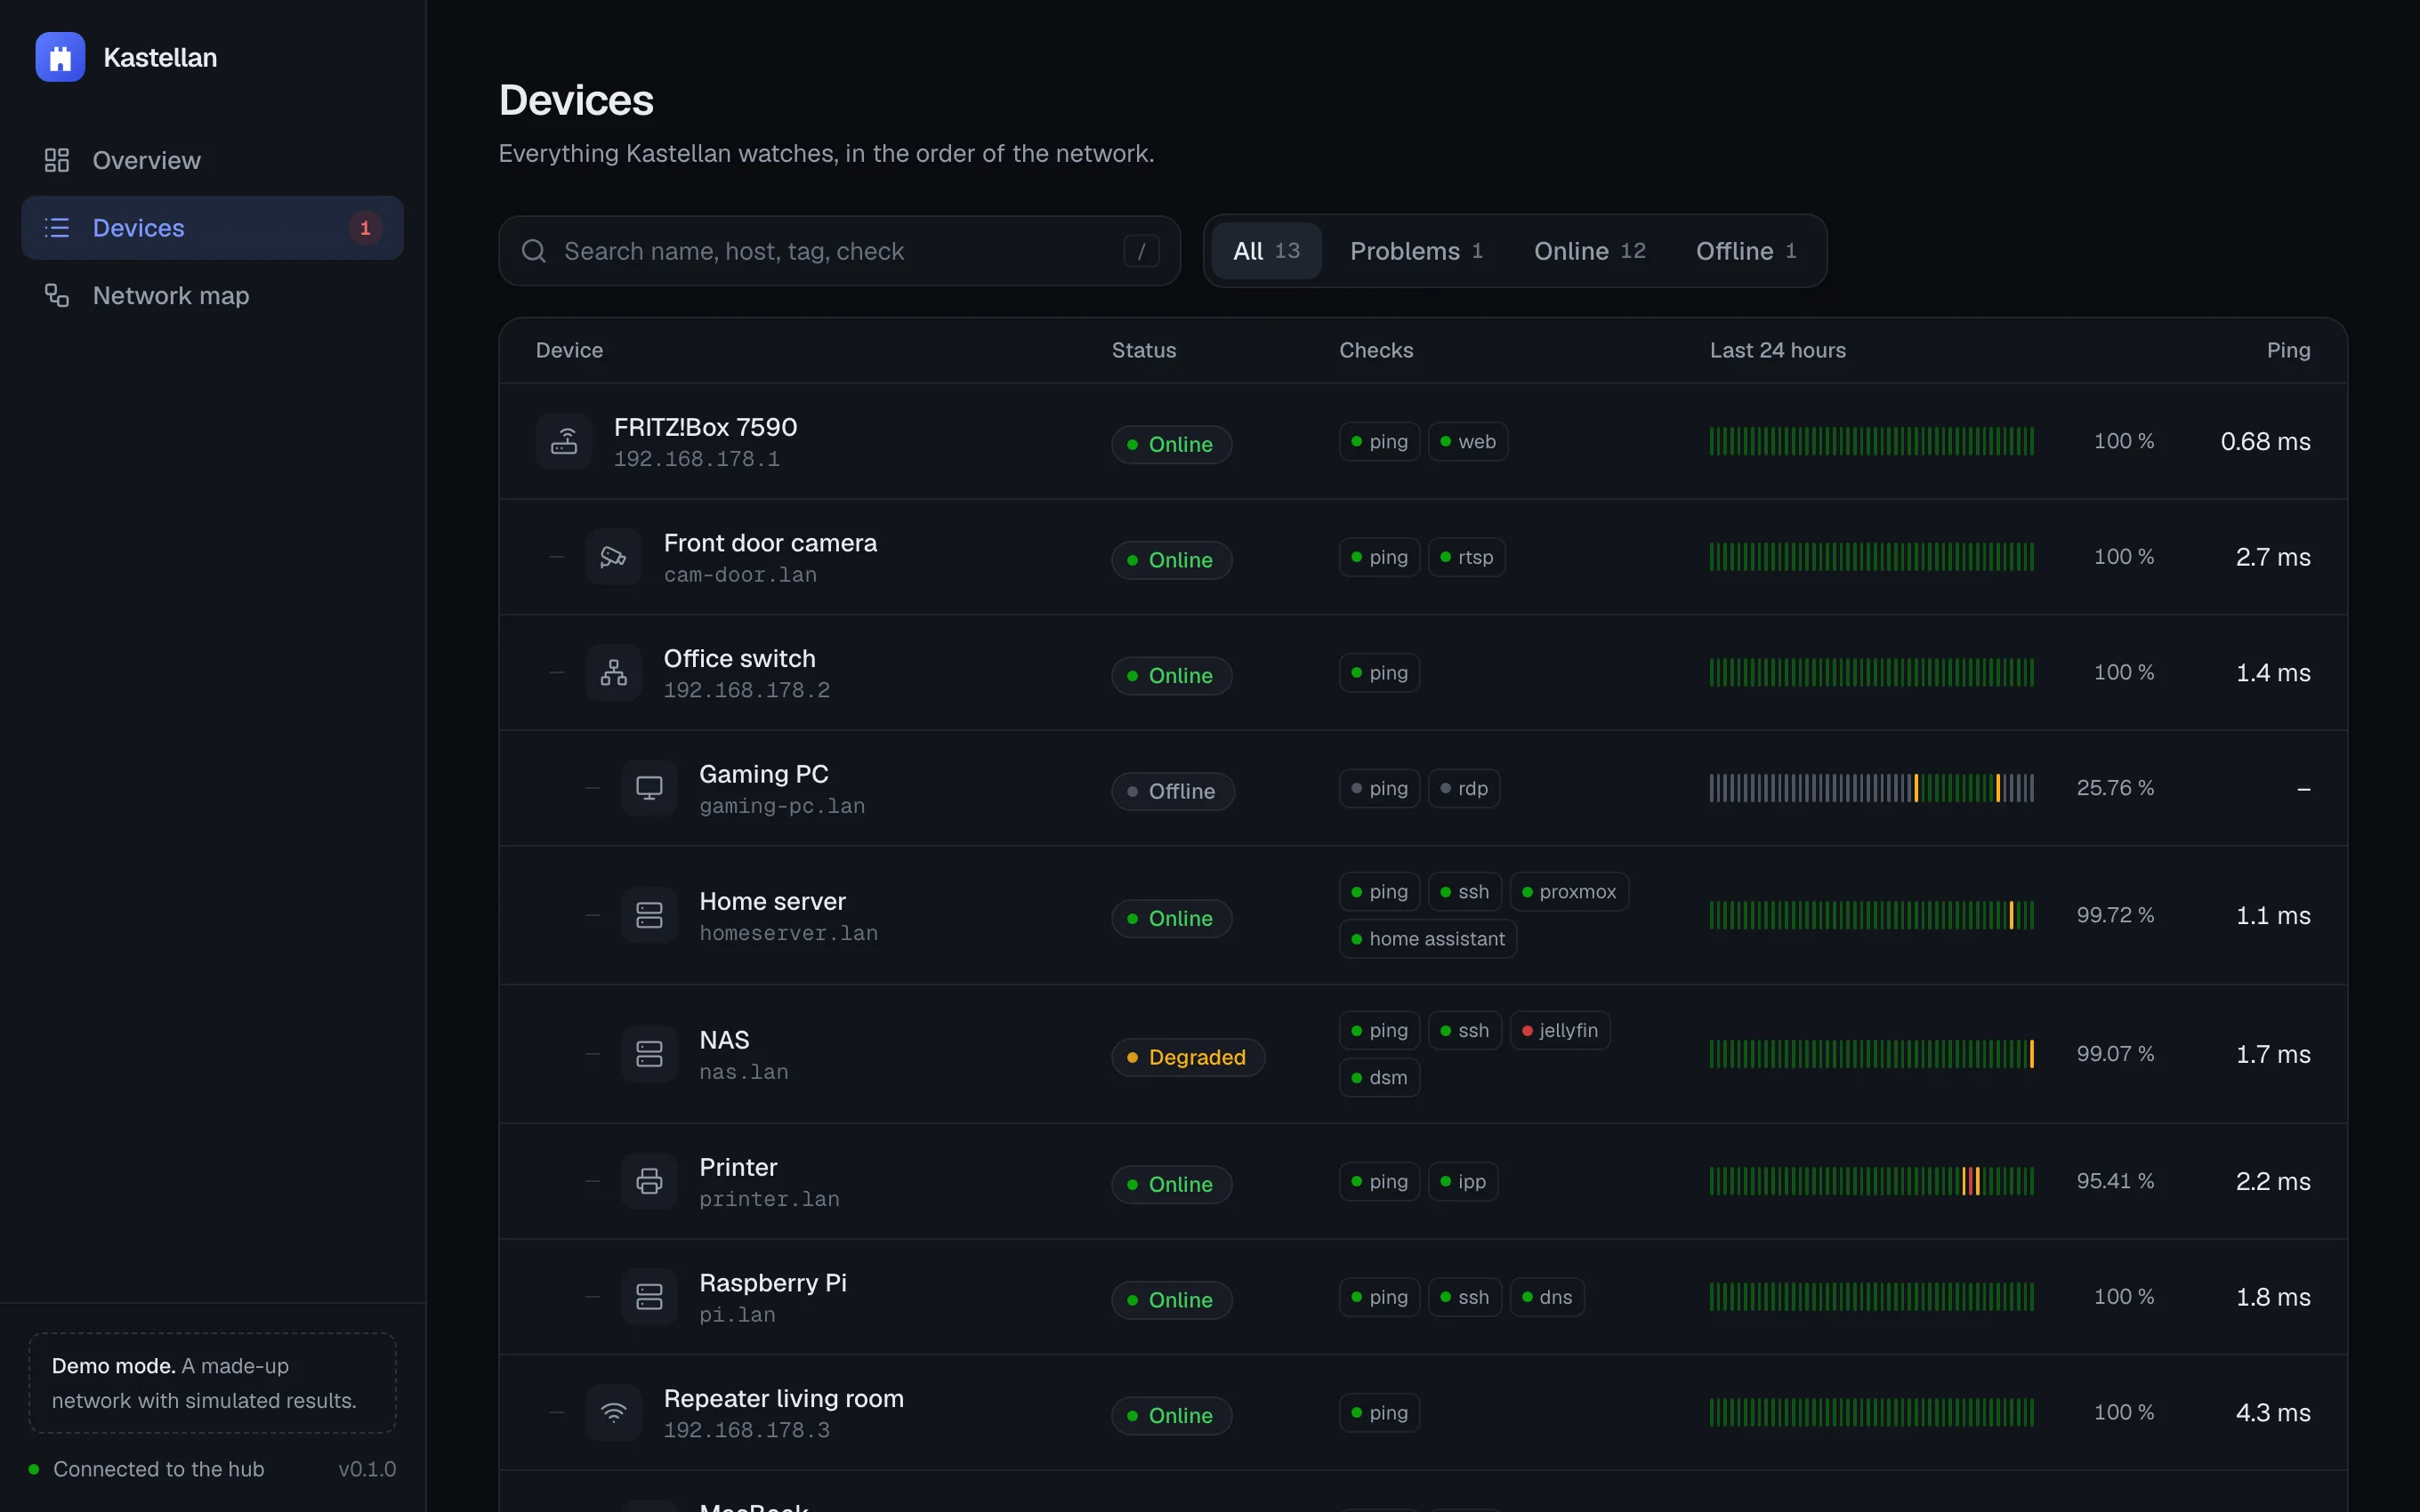 Kastellan
Overview
Devices 1
Network map
Demo mode. A made-up
network with simulated results.
Connected to the hub v0.1.0
Devices
Everything Kastellan watches, in the order of the network.
Search name, host, tag, check /
All 13 Problems 1 Online 12 Offline 1
Device Status Checks Last 24 hours Ping
FRITZ!Box 7590
192.168.178.1
Online ping web 100 % 0.68 ms
Front door camera
cam-door.lan
Online ping rtsp 100 % 2.7 ms
Office switch
192.168.178.2
Online ping 100 % 1.4 ms
Gaming PC
gaming-pc.lan
Offline ping rdp 25.76 % –
Home server
homeserver.lan
Online ping ssh proxmox
home assistant
99.72 % 1.1 ms
NAS
nas.lan
Degraded ping ssh jellyfin
dsm
99.07 % 1.7 ms
Printer
printer.lan
Online ping ipp 95.41 % 2.2 ms
Raspberry Pi
pi.lan
Online ping ssh dns 100 % 1.8 ms
Repeater living room
192.168.178.3
Online ping 100 % 4.3 ms